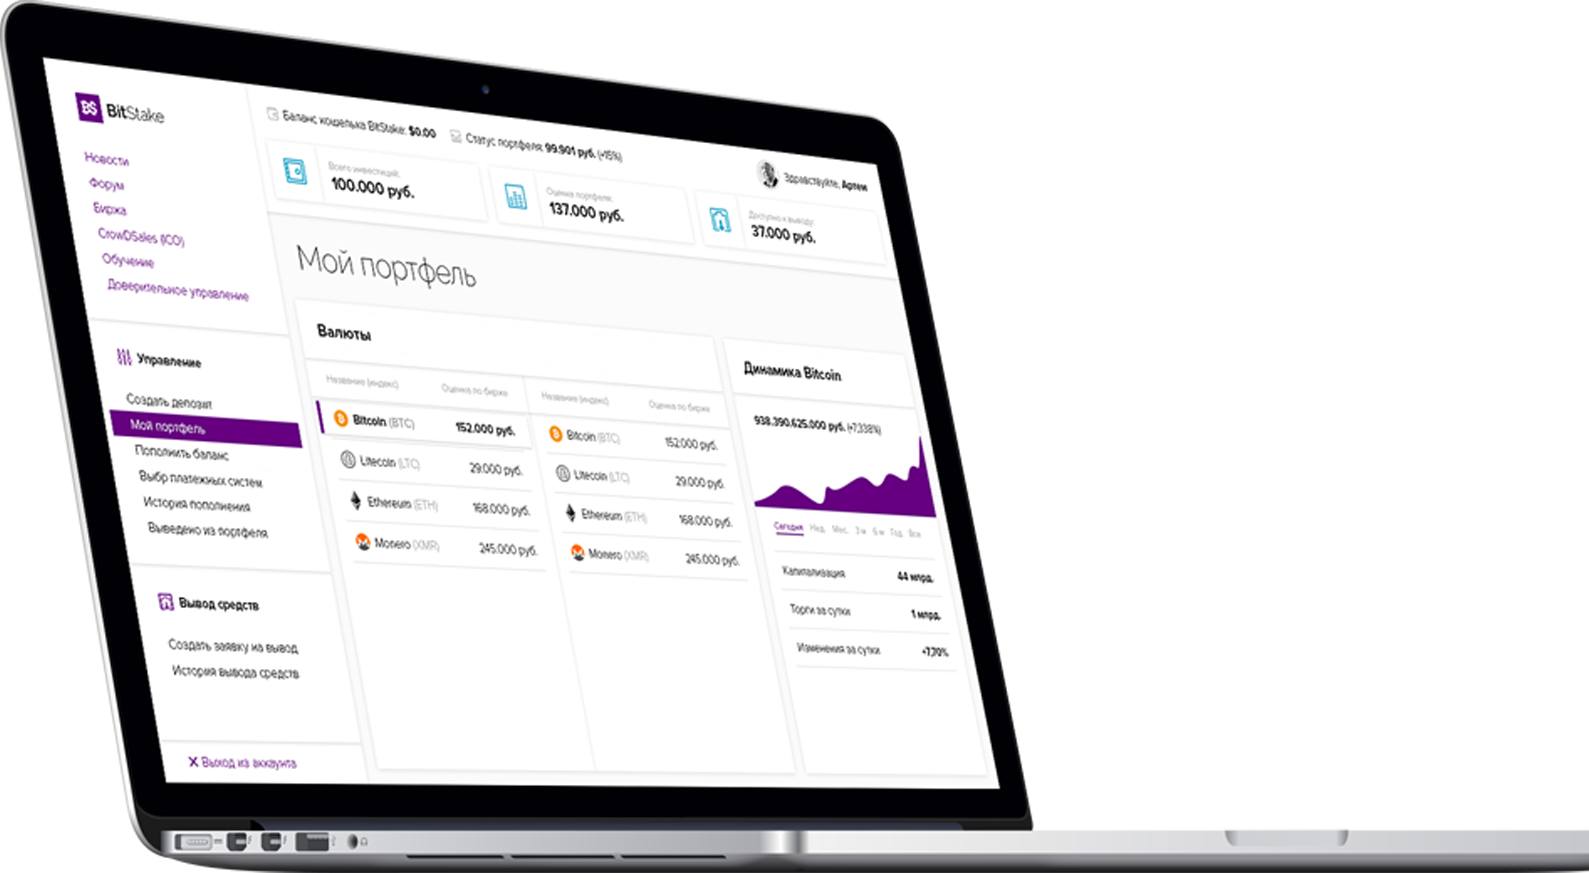 BitStake
Новости
Форум
Биржа
CrowDSales (ICO)
Обучение
Доверительное управление
Управление
Создать депозит
Мой портфель
Пополнить баланс
Выбр платежных систем
История пополнения
Выведено из портфеля
Вывод средств
Создать заявку на вывод
История вывода средств
Выход из аккаунта
Баланс кошелька BitStake: $0.00
Статус портфеля: 99.901 руб. (+15%)
Здравствуйте, Артем
Всего инвестиций:
100.000 руб.
Оценка портфеля:
137.000 руб.
Доступно к выводу:
37.000 руб.
Мой портфель
Валюты
Название (индекс) Оценка по бирже
Bitcoin (BTC) 152.000 руб.
Litecoin (LTC) 29.000 руб.
Ethereum (ETH) 168.000 руб.
Monero (XMR) 245.000 руб.
Название (индекс) Оценка по бирже
Bitcoin (BTC) 152.000 руб.
Litecoin (LTC) 29.000 руб.
Ethereum (ETH) 168.000 руб.
Monero (XMR) 245.000 руб.
Динамика Bitcoin
938.390.625.000 руб. (+7,338%)
Сегодня Нед. Мес. 3 м 6 м Год Все
Капитализация 44 млрд.
Торги за сутки 1 млрд.
Изменения за сутки +7,70%